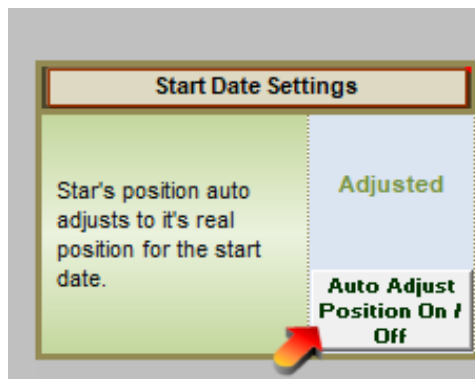 Start Date Settings
Star's position auto
adjusts to it's real
position for the start
date.
Adjusted
Auto Adjust
Position On /
Off